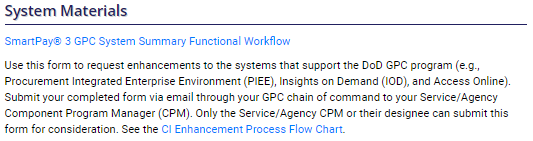 System Materials
SmartPay® 3 GPC System Summary Functional Workflow
Use this form to request enhancements to the systems that support the DoD GPC program (e.g.,
Procurement Integrated Enterprise Environment (PIEE), Insights on Demand (IOD), and Access Online).
Submit your completed form via email through your GPC chain of command to your Service/Agency
Component Program Manager (CPM). Only the Service/Agency CPM or their designee can submit this
form for consideration. See the CI Enhancement Process Flow Chart.